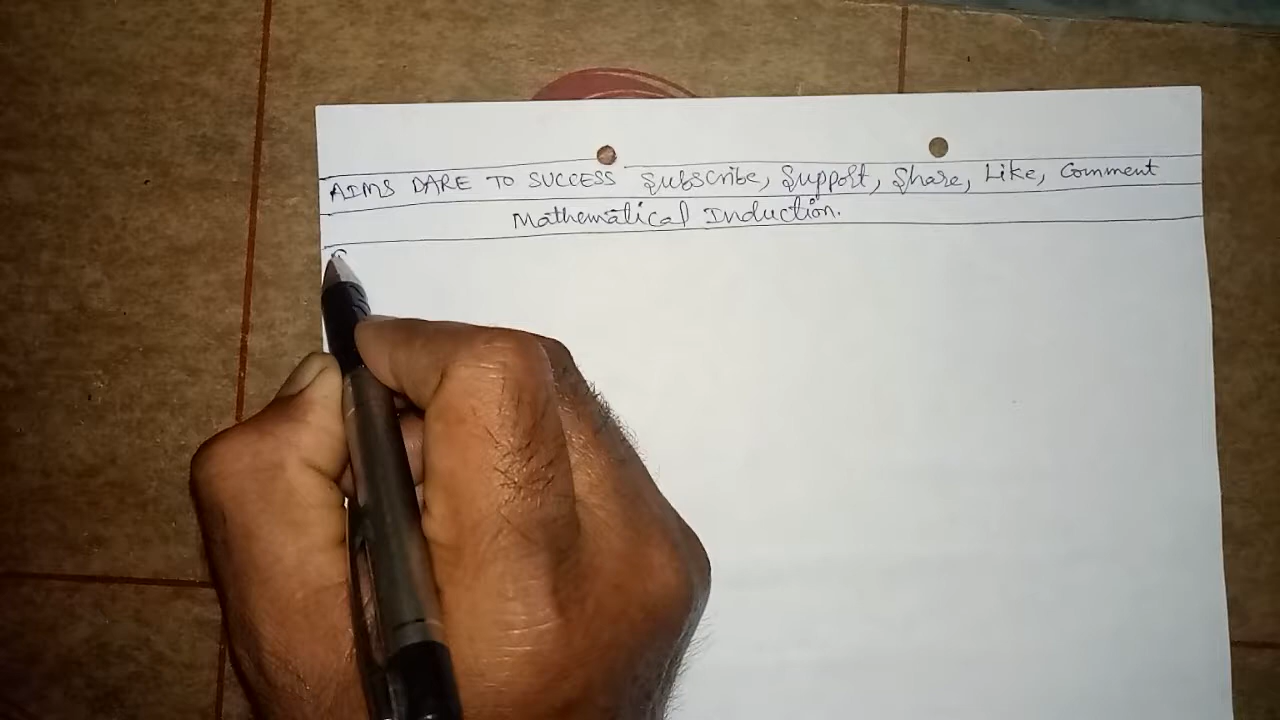 AIMS DARE TO SUCCESS Subscribe, Support, Share, Like, Comment
Mathematical Induction.